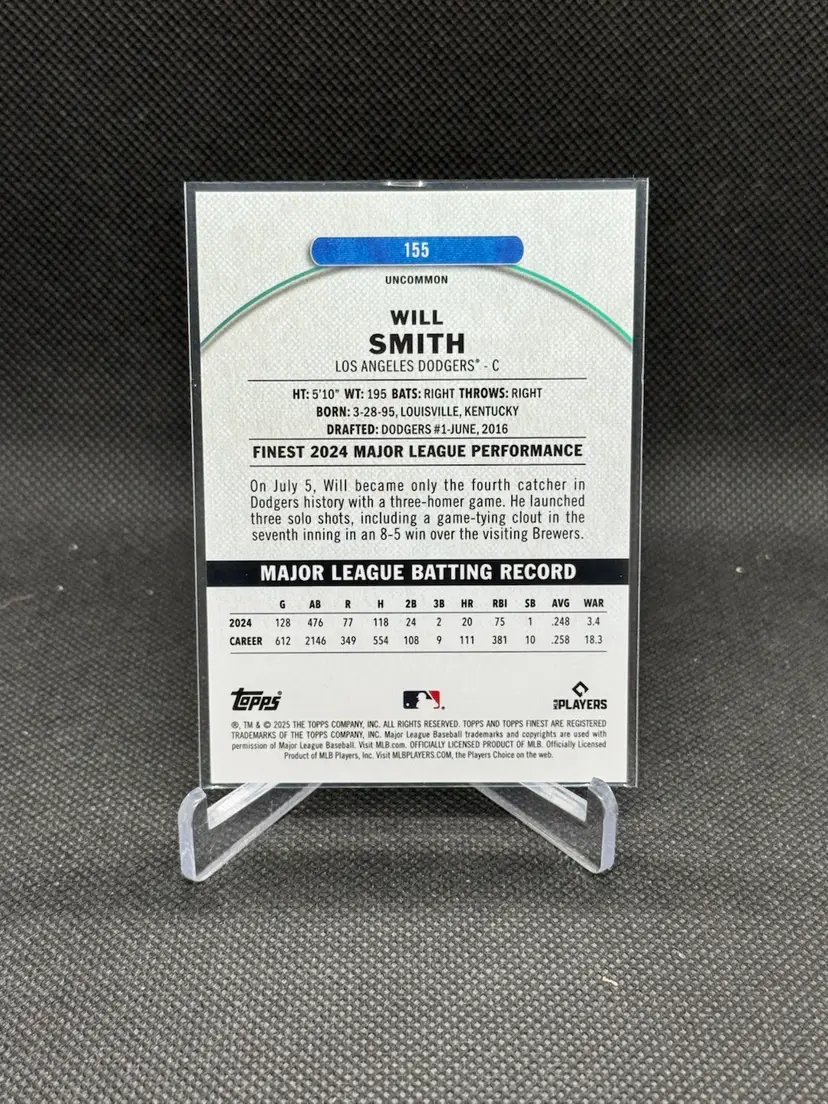 155
UNCOMMON
WILL
SMITH
LOS ANGELES DODGERS® - C
HT: 5'10" WT: 195 BATS: RIGHT THROWS: RIGHT
BORN: 3-28-95, LOUISVILLE, KENTUCKY
DRAFTED: DODGERS #1-JUNE, 2016
FINEST 2024 MAJOR LEAGUE PERFORMANCE
On July 5, Will became only the fourth catcher in
Dodgers history with a three-homer game. He launched
three solo shots, including a game-tying clout in the
seventh inning in an 8-5 win over the visiting Brewers.
MAJOR LEAGUE BATTING RECORD
G AB R H 2B 3B HR RBI SB AVG WAR
2024 128 476 77 118 24 2 20 75 1 .248 3.4
CAREER 612 2146 349 554 108 9 111 381 10 .258 18.3
Topps® MLB PLAYERS
®, TM & © 2025 THE TOPPS COMPANY, INC. ALL RIGHTS RESERVED. TOPPS AND TOPPS FINEST ARE REGISTERED
TRADEMARKS OF THE TOPPS COMPANY, INC. Major League Baseball trademarks and copyrights are used with
permission of Major League Baseball. Visit MLB.com. OFFICIALLY LICENSED PRODUCT OF MLB. Officially Licensed
Product of MLB Players, Inc. Visit MLBPLAYERS.COM, the Players Choice on the web.